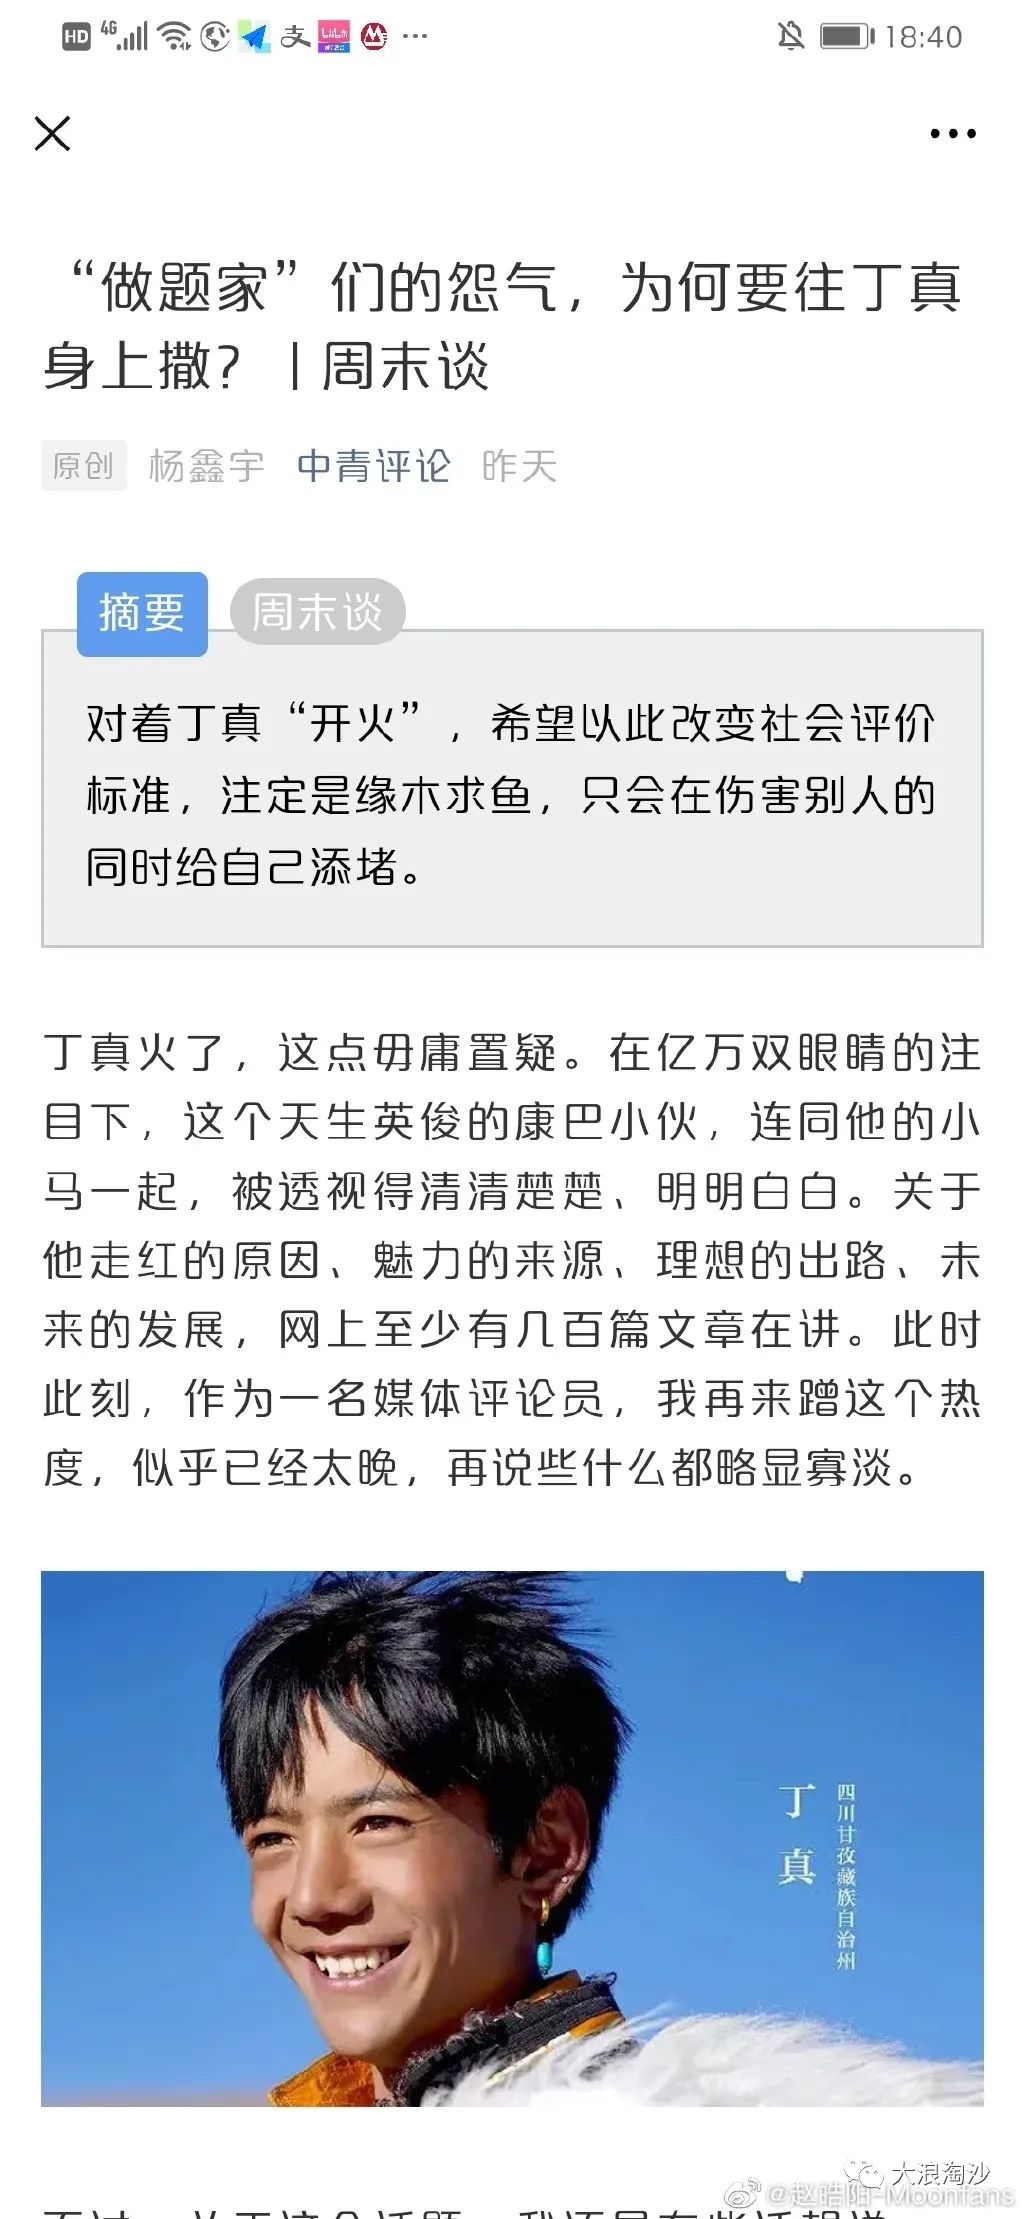 HD 4G 支 18:40
“做题家”们的怨气，为何要往丁真
身上撒？ | 周末谈
原创 杨鑫宇 中青评论 昨天
摘要 周末谈
对着丁真“开火”，希望以此改变社会评价
标准，注定是缘木求鱼，只会在伤害别人的
同时给自己添堵。
丁真火了，这点毋庸置疑。在亿万双眼睛的注
目下，这个天生英俊的康巴小伙，连同他的小
马一起，被透视得清清楚楚、明明白白。关于
他走红的原因、魅力的来源、理想的出路、未
来的发展，网上至少有几百篇文章在讲。此时
此刻，作为一名媒体评论员，我再来蹭这个热
度，似乎已经太晚，再说些什么都略显寡淡。
丁真
四川甘孜藏族自治州
大浪淘沙
@赵皓阳-Moonfans